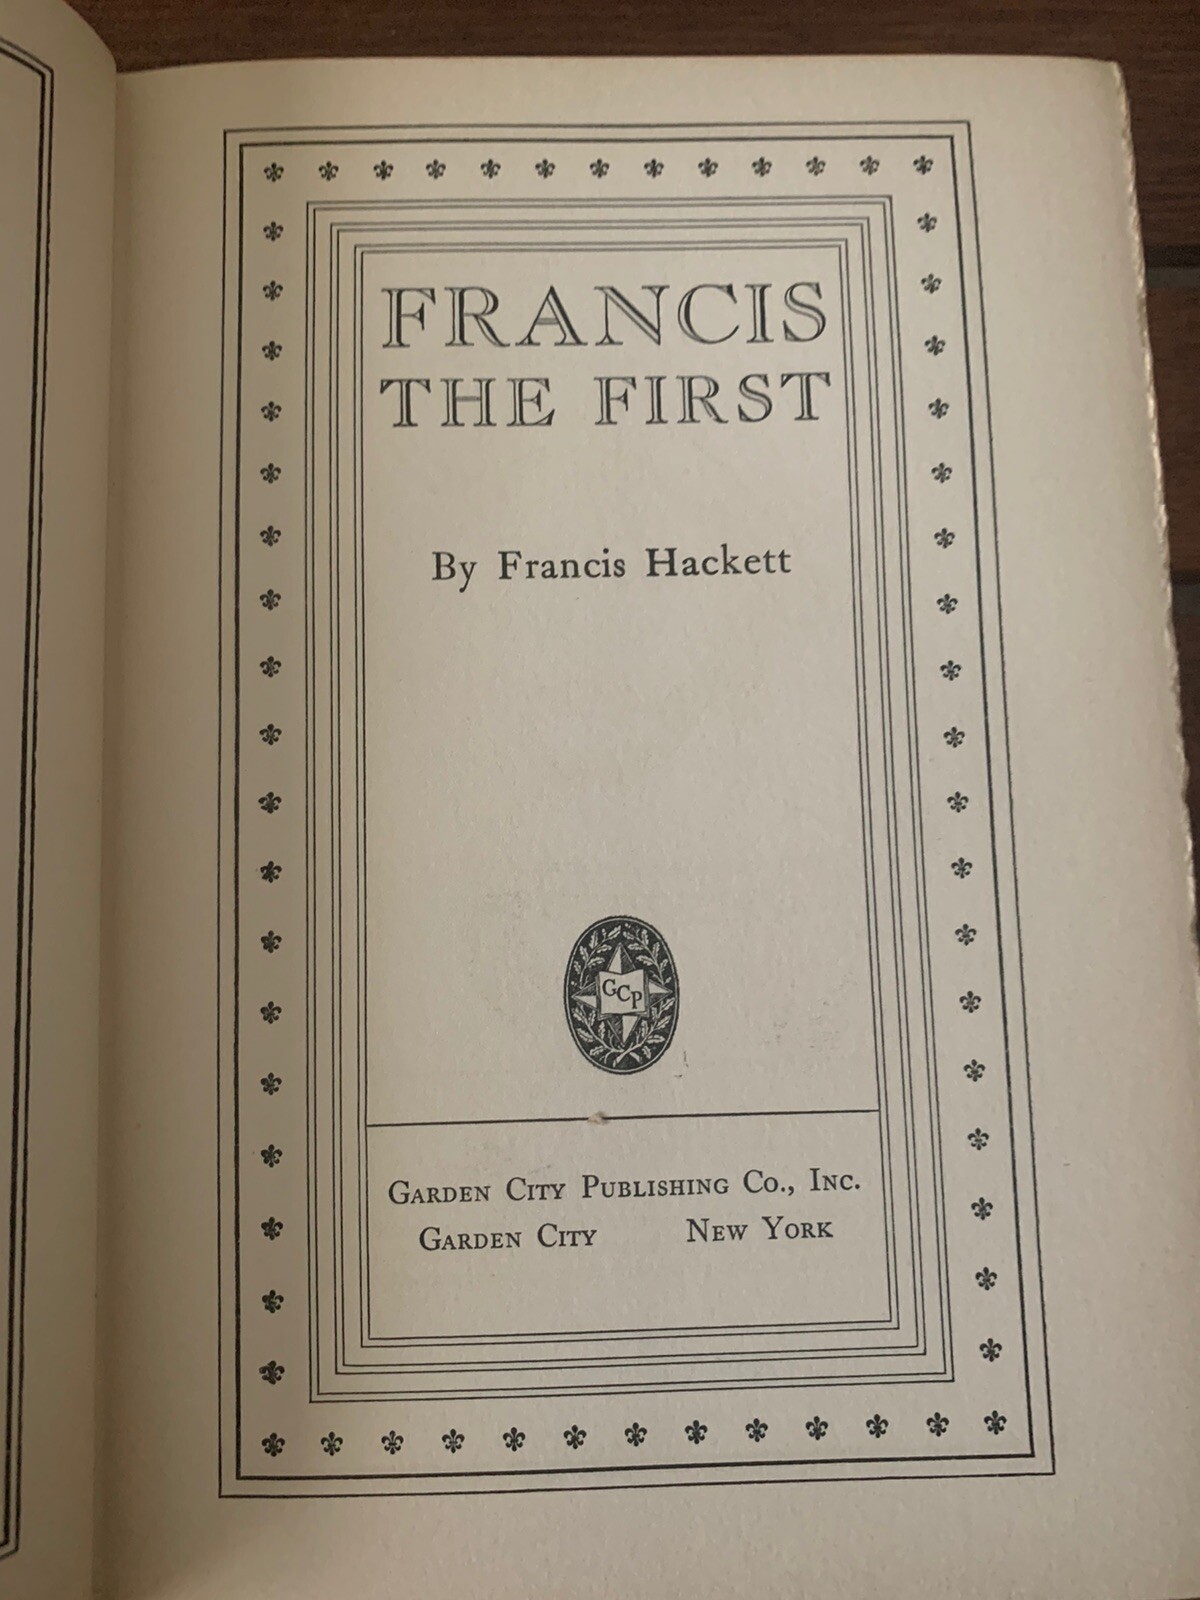 FRANCIS
THE FIRST
By Francis Hackett
GCP
GARDEN CITY PUBLISHING CO., INC.
GARDEN CITY NEW YORK